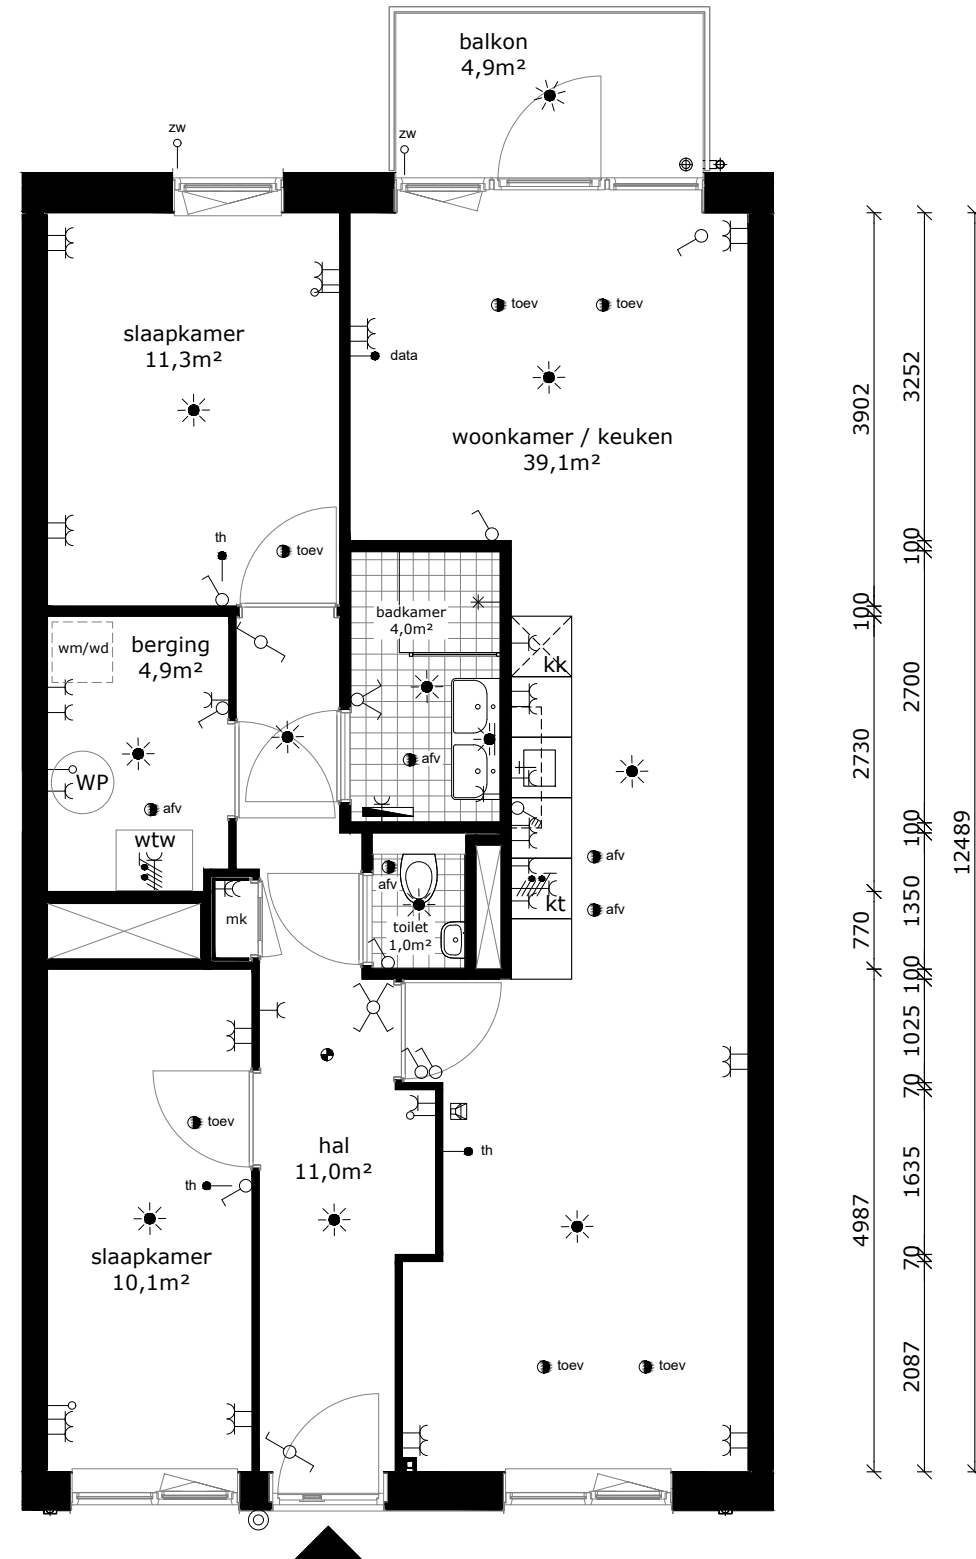 balkon
4,9m²
zw
zw
slaapkamer
11,3m²
toev
toev
data
woonkamer / keuken
39,1m²
th
toev
badkamer
4,0m²
wm/wd
berging
4,9m²
kk
WP
afv
afv
wtw
afv
afv
kt
afv
mk
toilet
1,0m²
toev
hal
11,0m²
th
th
slaapkamer
10,1m²
toev
toev
3902
100
2730
770
4987
3252
100
2700
100
1350
100
1025
70
1635
70
2087
12489